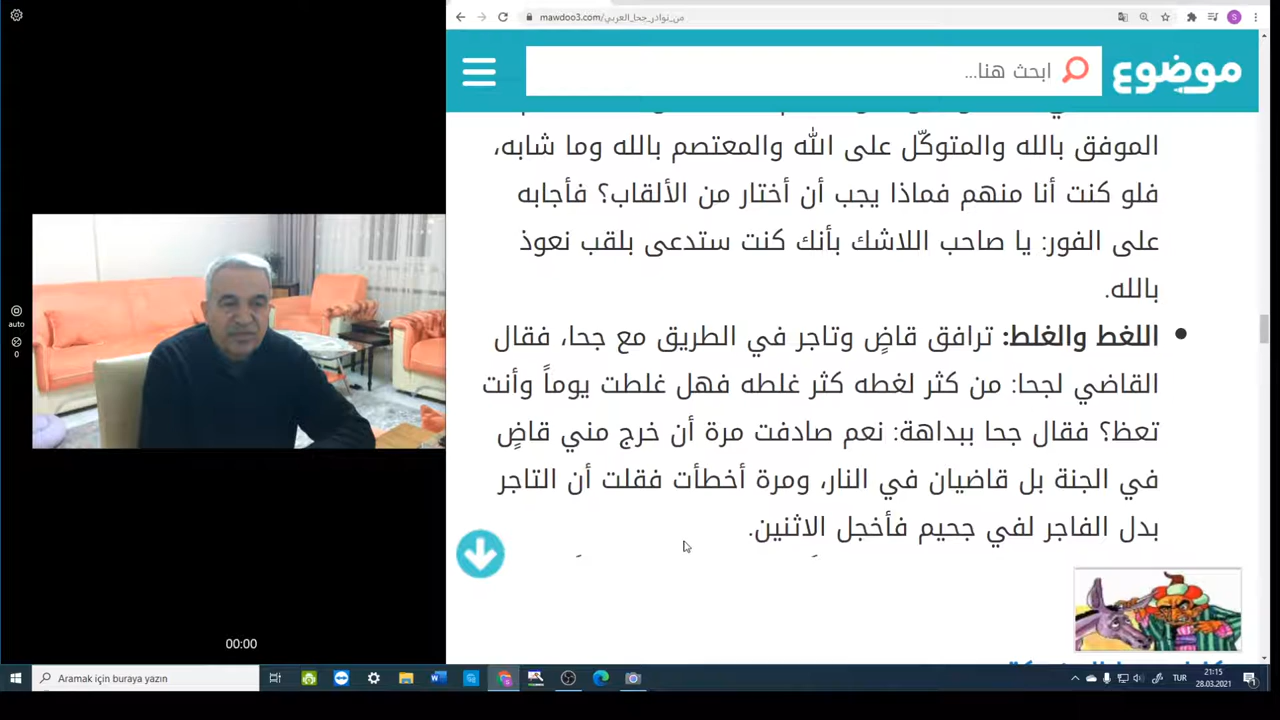 mawdoo3.com/من_نوادر_جحا_العربي
موضوع
ابحث هنا...
الموفق بالله والمتوكّل على الله والمعتصم بالله وما شابه،
فلو كنت أنا منهم فماذا يجب أن أختار من الألقاب؟ فأجابه
على الفور: يا صاحب اللاشك بأنك كنت ستدعى بلقب نعوذ
بالله.
اللغط والغلط: ترافق قاضٍ وتاجر في الطريق مع جحا، فقال
القاضي لجحا: من كثر لغطه كثر غلطه فهل غلطت يوماً وأنت
تعظ؟ فقال جحا ببداهة: نعم صادفت مرة أن خرج مني قاضٍ
في الجنة بل قاضيان في النار، ومرة أخطأت فقلت أن التاجر
بدل الفاجر لفي جحيم فأخجل الاثنين.
auto
0
00:00
Aramak için buraya yazın
TUR
21:15
28.03.2021